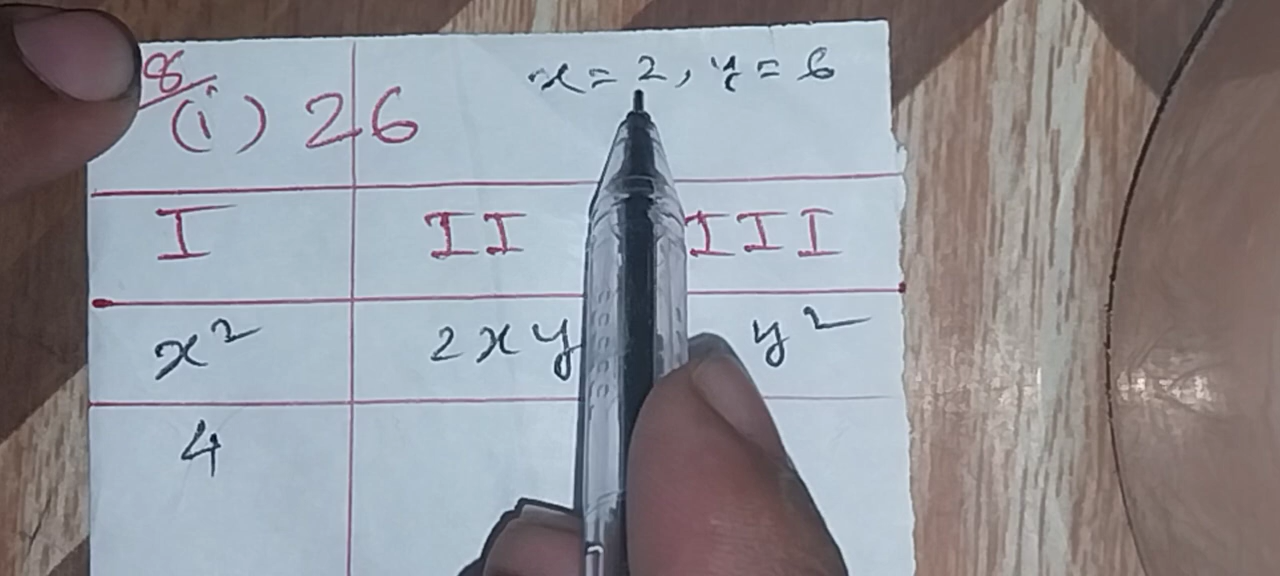 8
(i) 26 x = 2, y = 6
I II III
x² 2xy y²
4